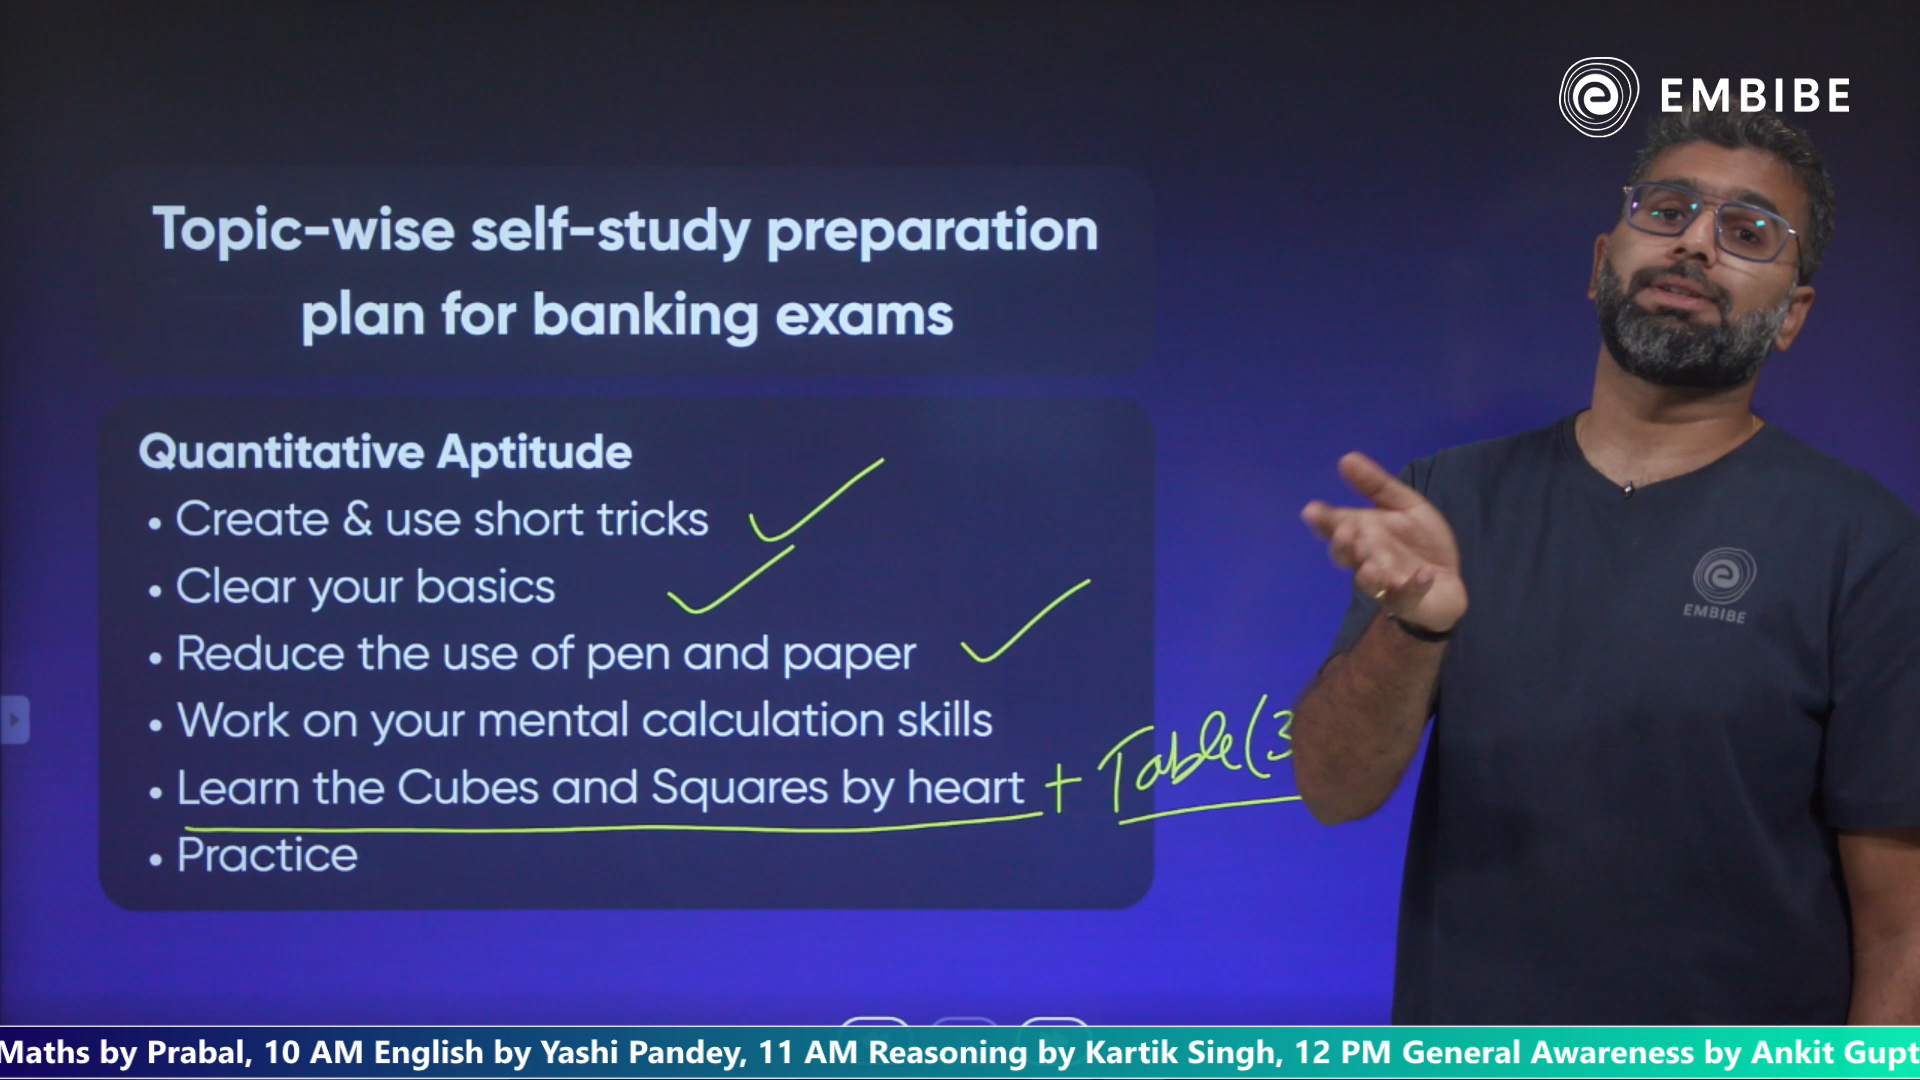 EMBIBE
Topic-wise self-study preparation
plan for banking exams
Quantitative Aptitude
• Create & use short tricks
• Clear your basics
• Reduce the use of pen and paper
• Work on your mental calculation skills
• Learn the Cubes and Squares by heart + Table(3
• Practice
EMBIBE
Maths by Prabal, 10 AM English by Yashi Pandey, 11 AM Reasoning by Kartik Singh, 12 PM General Awareness by Ankit Gupt